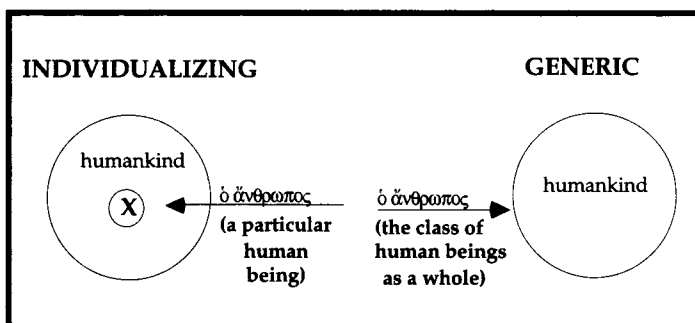 INDIVIDUALIZING
GENERIC
humankind
X
ὁ ἄνθρωπος
(a particular
human
being)
ὁ ἄνθρωπος
(the class of
human beings
as a whole)
humankind